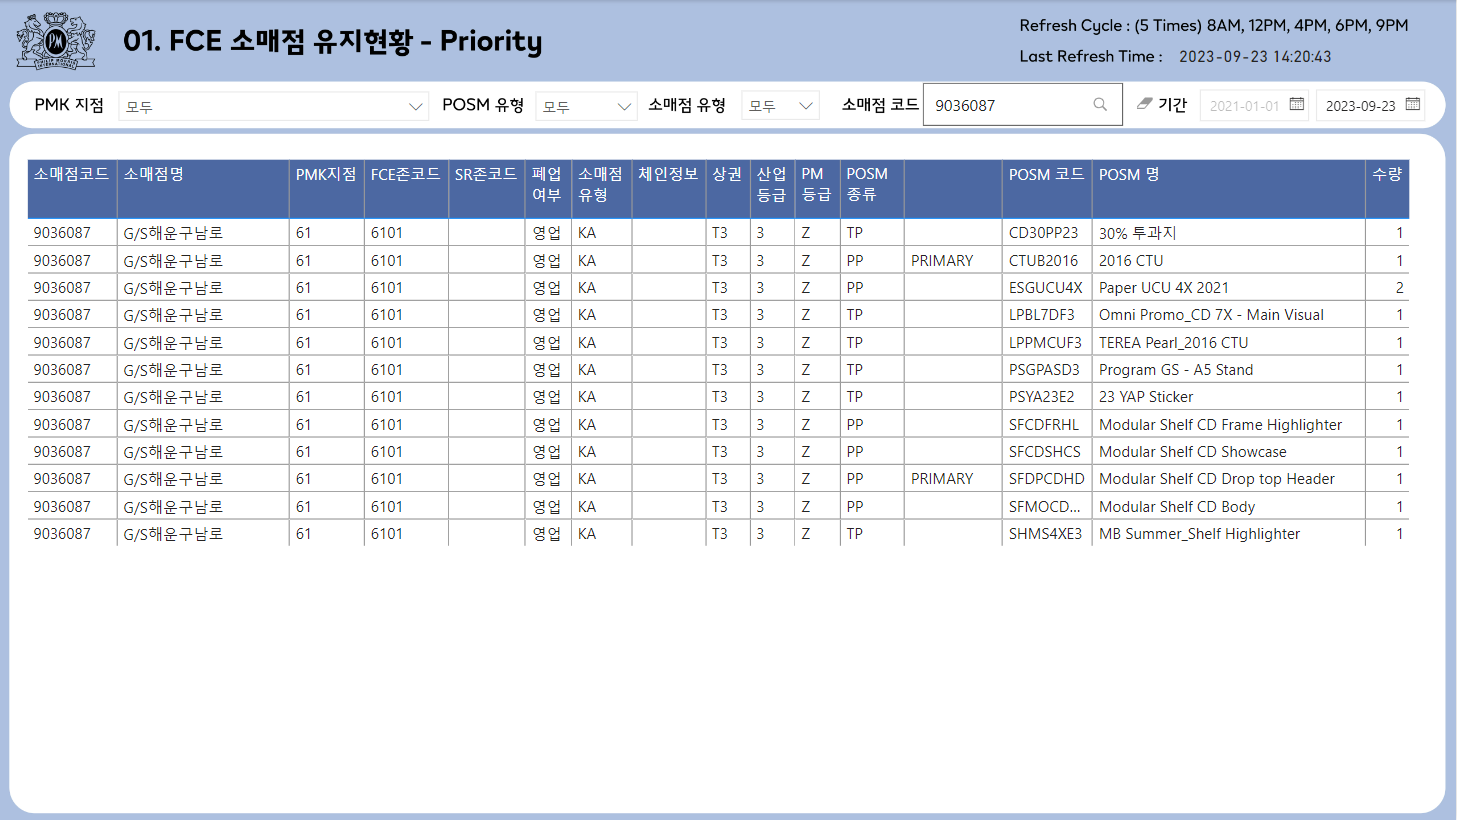 01. FCE 소매점 유지현황 - Priority
Refresh Cycle : (5 Times) 8AM, 12PM, 4PM, 6PM, 9PM
Last Refresh Time : 2023-09-23 14:20:43
PM
PHILIP MORRIS
INTERNATIONAL
PMK 지점 모두 POSM 유형 모두 소매점 유형 모두 소매점 코드 9036087 기간 2021-01-01 2023-09-23
소매점코드 소매점명 PMK지점 FCE존코드 SR존코드 폐업 여부 소매점 유형 체인정보 상권 산업 등급 PM 등급 POSM 종류 POSM 코드 POSM 명 수량
9036087 G/S해운구남로 61 6101 영업 KA T3 3 Z TP CD30PP23 30% 투과지 1
9036087 G/S해운구남로 61 6101 영업 KA T3 3 Z PP PRIMARY CTUB2016 2016 CTU 1
9036087 G/S해운구남로 61 6101 영업 KA T3 3 Z PP ESGUCU4X Paper UCU 4X 2021 2
9036087 G/S해운구남로 61 6101 영업 KA T3 3 Z TP LPBL7DF3 Omni Promo_CD 7X - Main Visual 1
9036087 G/S해운구남로 61 6101 영업 KA T3 3 Z TP LPPMCUF3 TEREA Pearl_2016 CTU 1
9036087 G/S해운구남로 61 6101 영업 KA T3 3 Z TP PSGPASD3 Program GS - A5 Stand 1
9036087 G/S해운구남로 61 6101 영업 KA T3 3 Z TP PSYA23E2 23 YAP Sticker 1
9036087 G/S해운구남로 61 6101 영업 KA T3 3 Z PP SFCDFRHL Modular Shelf CD Frame Highlighter 1
9036087 G/S해운구남로 61 6101 영업 KA T3 3 Z PP SFCDSHCS Modular Shelf CD Showcase 1
9036087 G/S해운구남로 61 6101 영업 KA T3 3 Z PP PRIMARY SFDPCDHD Modular Shelf CD Drop top Header 1
9036087 G/S해운구남로 61 6101 영업 KA T3 3 Z PP SFMOCD... Modular Shelf CD Body 1
9036087 G/S해운구남로 61 6101 영업 KA T3 3 Z TP SHMS4XE3 MB Summer_Shelf Highlighter 1